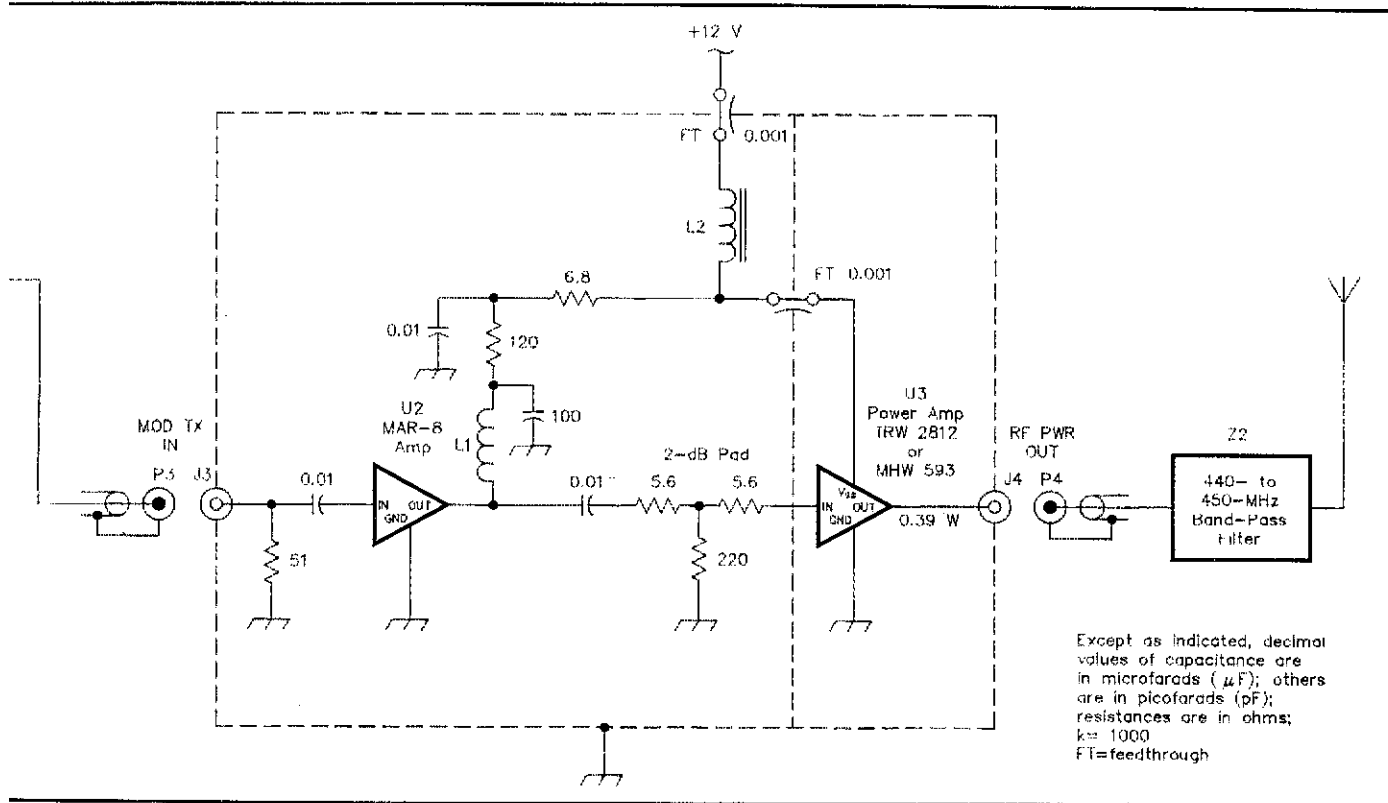 +12 V
FT 0.001
L2
FT 0.001
6.8
0.01
120
100
L1
U2
MAR-8
Amp
MOD TX
IN
P3 J3
0.01
51
IN OUT
GND
0.01
2-dB Pad
5.6 5.6
220
U3
Power Amp
TRW 2812
or
MHW 593
IN OUT
GND
0.39 W
RF PWR
OUT
J4 P4
Z2
440- to
450-MHz
Band-Pass
Filter
Except as indicated, decimal
values of capacitance are
in microfarads (µF); others
are in picofarads (pF);
resistances are in ohms;
k= 1000
FT=feedthrough